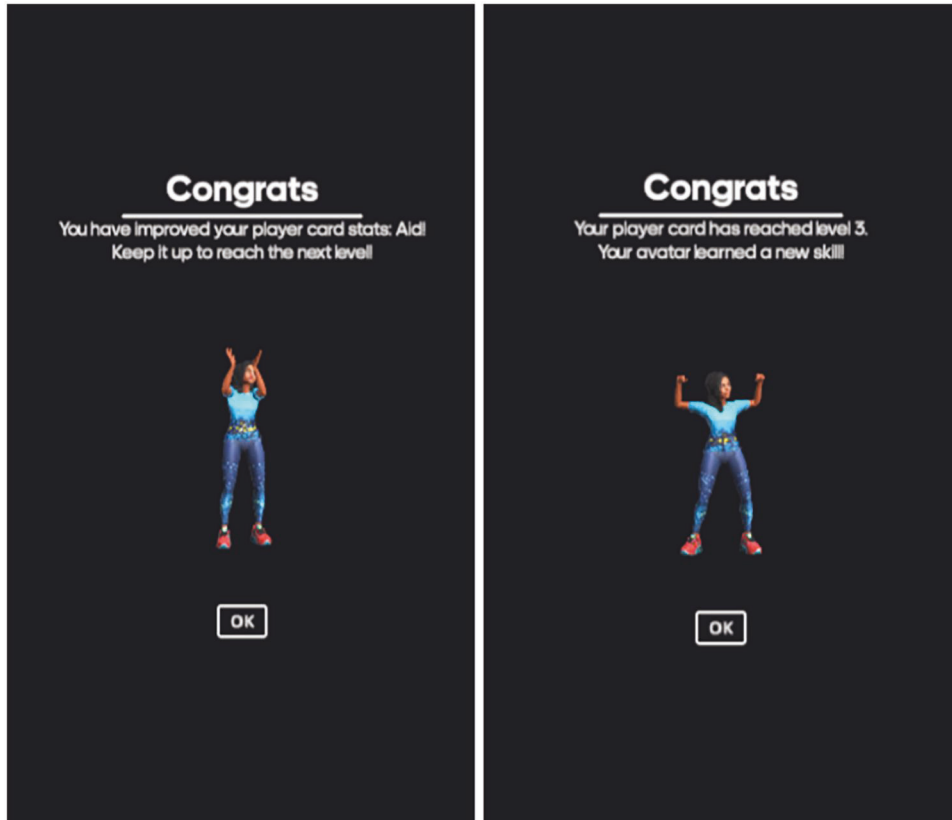 Congrats
You have improved your player card stats: Aid!
Keep it up to reach the next level!
OK
Congrats
Your player card has reached level 3.
Your avatar learned a new skill!
OK